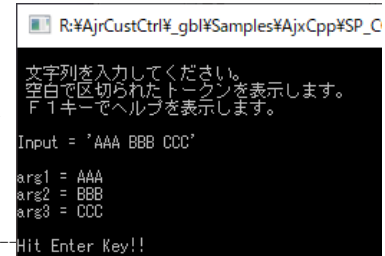 R:¥AjrCustCtrl¥_gbl¥Samples¥AjxCpp¥SP_C
文字列を入力してください。
空白で区切られたトークンを表示します。
F1キーでヘルプを表示します。
Input = 'AAA BBB CCC'
arg1 = AAA
arg2 = BBB
arg3 = CCC
Hit Enter Key!!